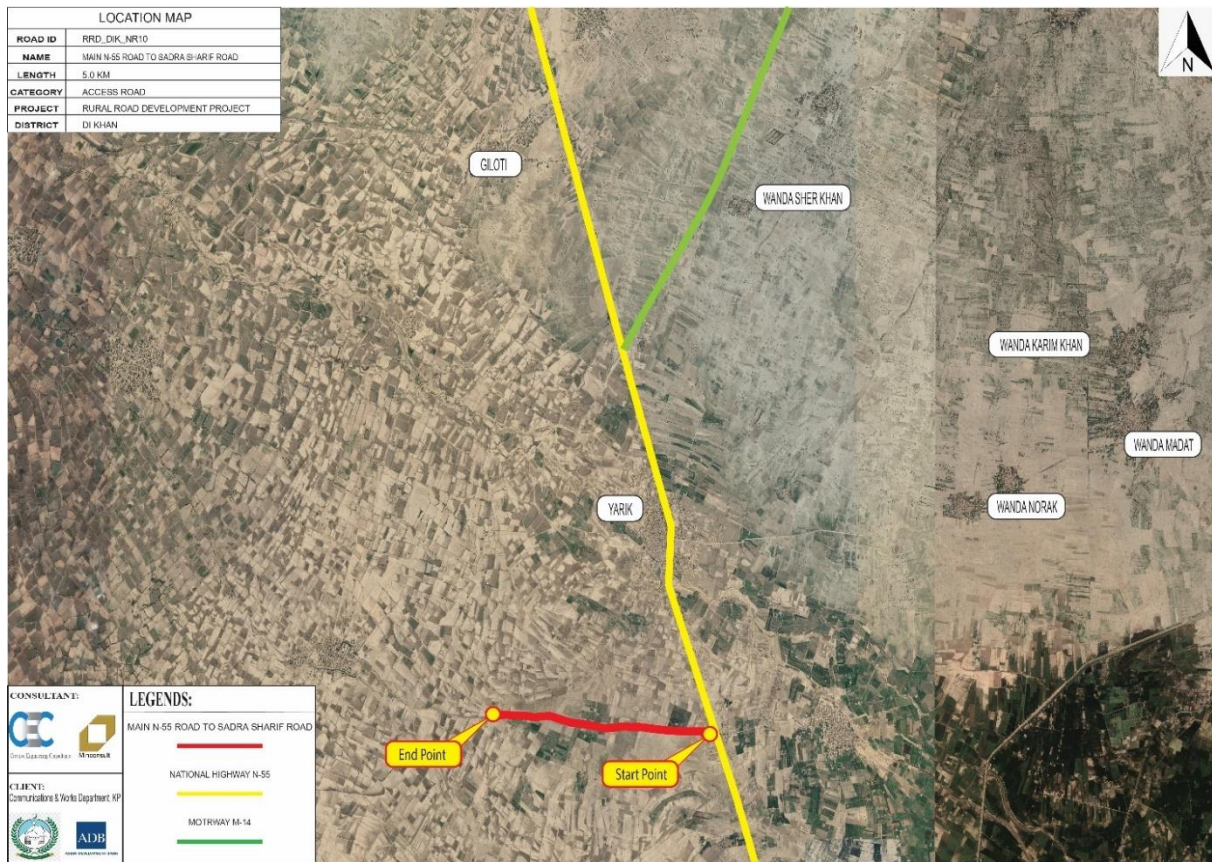 LOCATION MAP
ROAD ID RRD_DIK_NR10
NAME MAIN N-55 ROAD TO SADRA SHARIF ROAD
LENGTH 5.0 KM
CATEGORY ACCESS ROAD
PROJECT RURAL ROAD DEVELOPMENT PROJECT
DISTRICT DI KHAN
N
GILOTI
WANDA SHER KHAN
WANDA KARIM KHAN
WANDA MADAT
WANDA NORAK
YARIK
End Point
Start Point
CONSULTANT:
CEC
Minconsult
CLIENT:
Communications & Works Department, KP
ADB
LEGENDS:
MAIN N-55 ROAD TO SADRA SHARIF ROAD
NATIONAL HIGHWAY N-55
MOTRWAY M-14